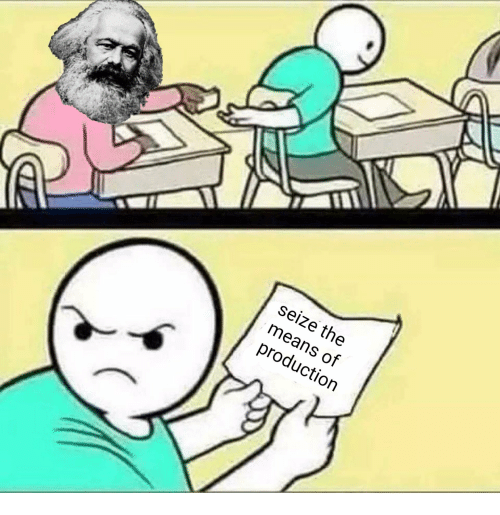 seize the
means of
production